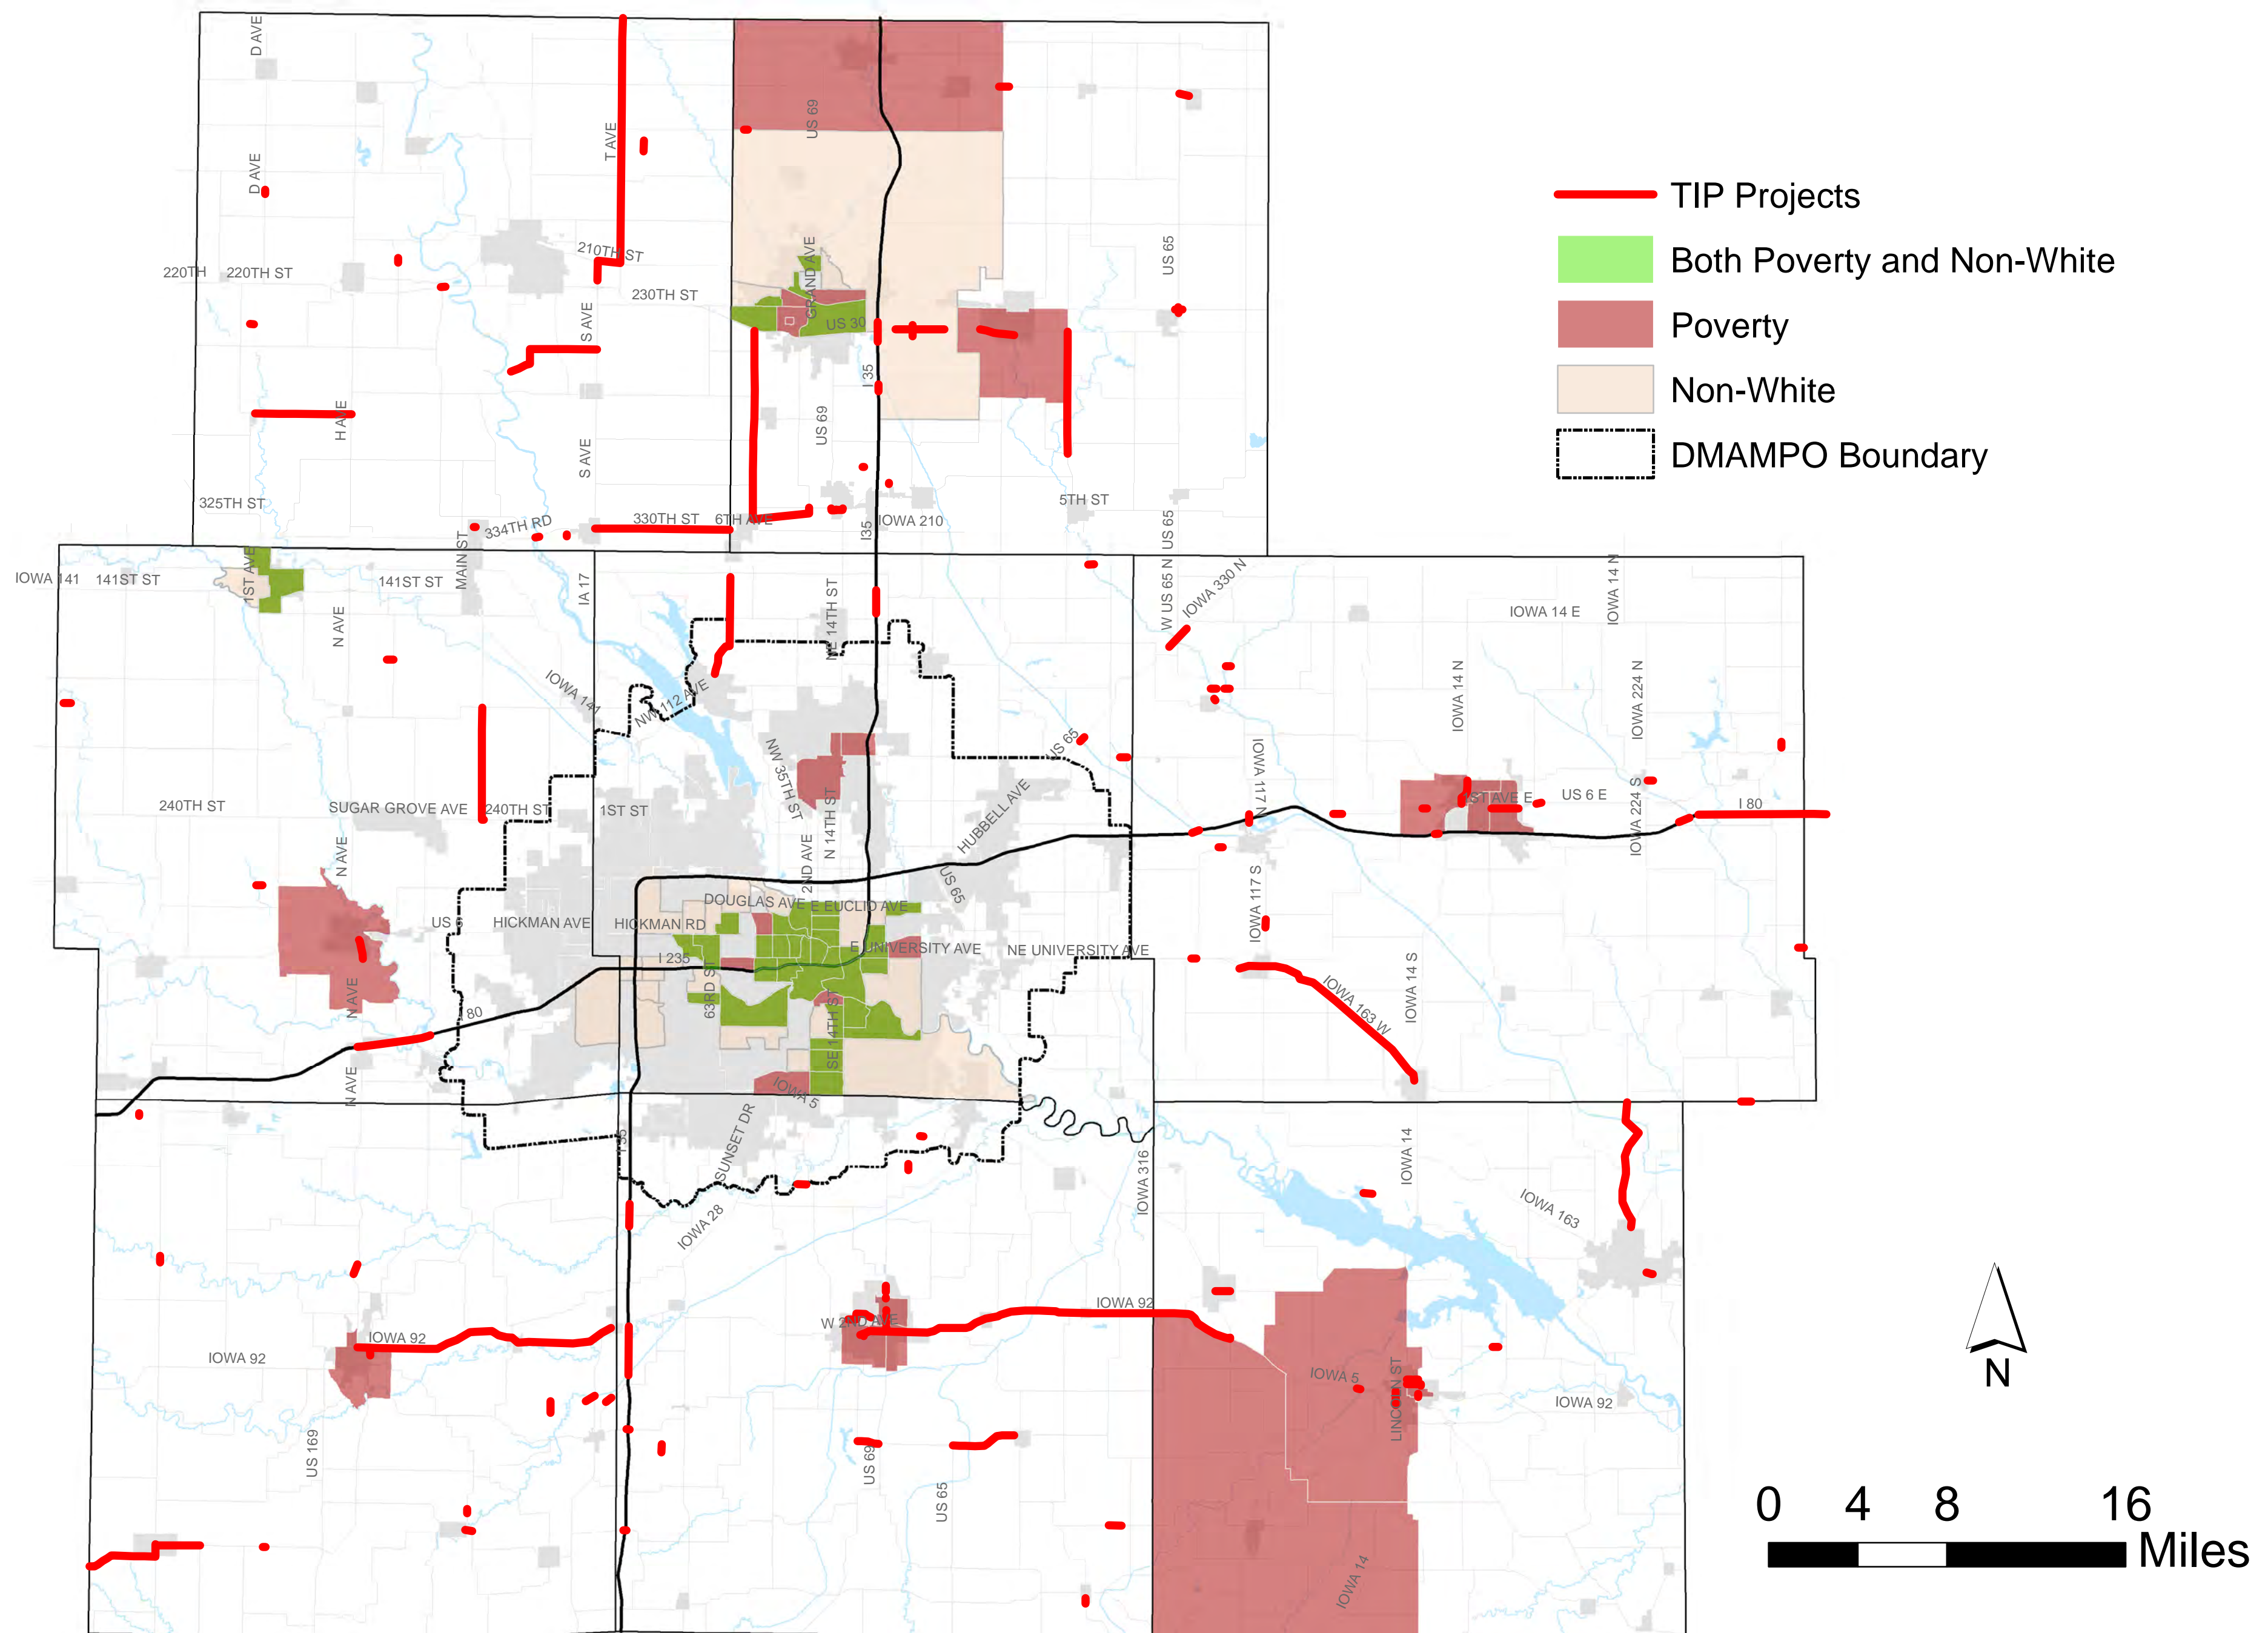 D AVE
US 69
T AVE
D AVE
TIP Projects
Both Poverty and Non-White
Poverty
Non-White
DMAMPO Boundary
210TH ST
GRAND AVE
US 65
220TH
220TH ST
230TH ST
S AVE
US 30
I 35
H AVE
US 69
S AVE
325TH ST
334TH RD
330TH ST
6TH AVE
I35
IOWA 210
5TH ST
US 65
W US 65 N
IOWA 141
141ST ST
1ST AVE
141ST ST
MAIN ST
IA 17
NE 14TH ST
IOWA 330 N
IOWA 14 E
IOWA 14 N
N AVE
IOWA 141
NW 112 AVE
IOWA 14 N
IOWA 224 N
US 65
NW 35TH ST
IOWA 117 N
240TH ST
SUGAR GROVE AVE
240TH ST
1ST ST
N 14TH ST
HUBBELL AVE
1ST AVE E
US 6 E
IOWA 224 S
I 80
N AVE
2ND AVE
US 65
DOUGLAS AVE
E EUCLID AVE
US 6
HICKMAN AVE
HICKMAN RD
IOWA 117 S
E UNIVERSITY AVE
NE UNIVERSITY AVE
I 235
63RD ST
N AVE
I 80
SE 14TH ST
IOWA 163 W
IOWA 14 S
N AVE
IOWA 5
I 35
SUNSET DR
IOWA 28
IOWA 316
IOWA 14
IOWA 163
IOWA 92
W 2ND AVE
IOWA 92
IOWA 92
IOWA 5
LINCOLN ST
IOWA 92
US 169
US 69
US 65
IOWA 14
N
0 4 8 16
Miles